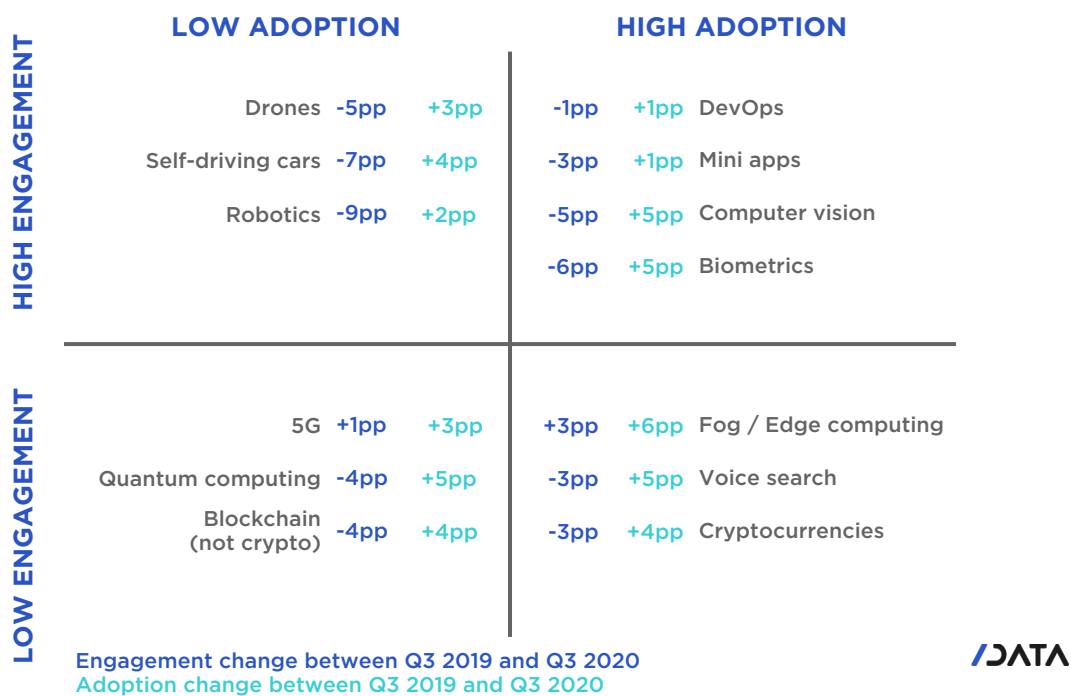 LOW ADOPTION
HIGH ADOPTION
HIGH ENGAGEMENT
Drones -5pp +3pp
Self-driving cars -7pp +4pp
Robotics -9pp +2pp
-1pp +1pp DevOps
-3pp +1pp Mini apps
-5pp +5pp Computer vision
-6pp +5pp Biometrics
LOW ENGAGEMENT
5G +1pp +3pp
Quantum computing -4pp +5pp
Blockchain
(not crypto) -4pp +4pp
+3pp +6pp Fog / Edge computing
-3pp +5pp Voice search
-3pp +4pp Cryptocurrencies
Engagement change between Q3 2019 and Q3 2020
Adoption change between Q3 2019 and Q3 2020
/DATA